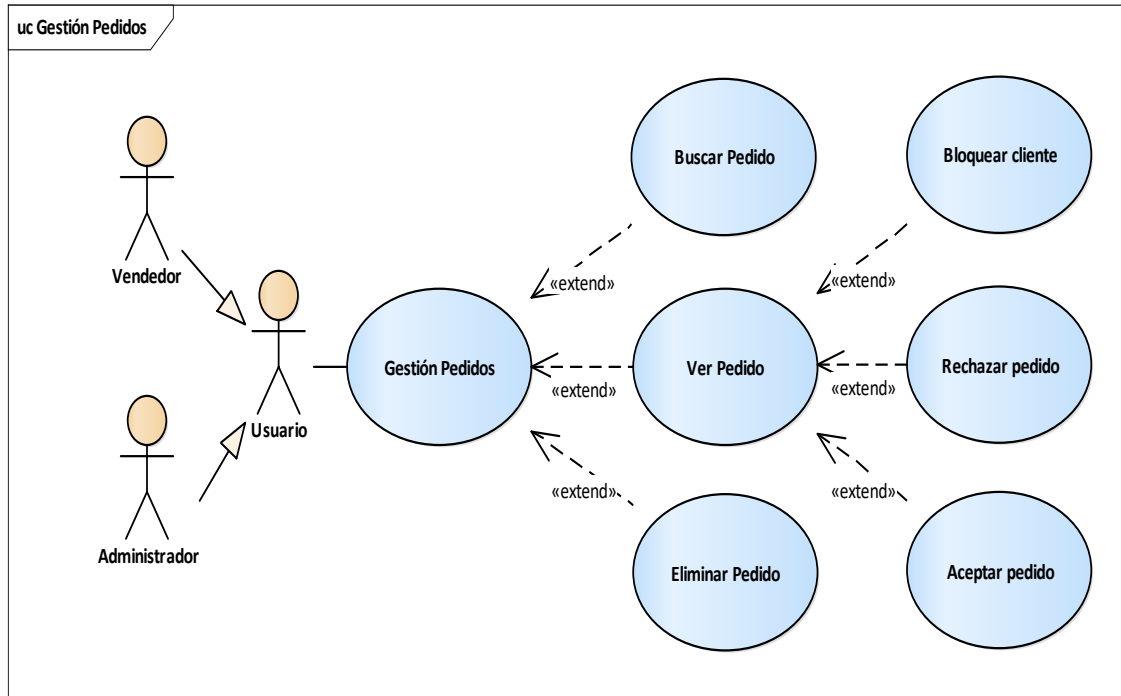 uc Gestión Pedidos
Vendedor
Usuario
Administrador
Gestión Pedidos
Buscar Pedido
«extend»
Ver Pedido
«extend»
Eliminar Pedido
«extend»
Bloquear cliente
«extend»
Rechazar pedido
«extend»
Aceptar pedido
«extend»